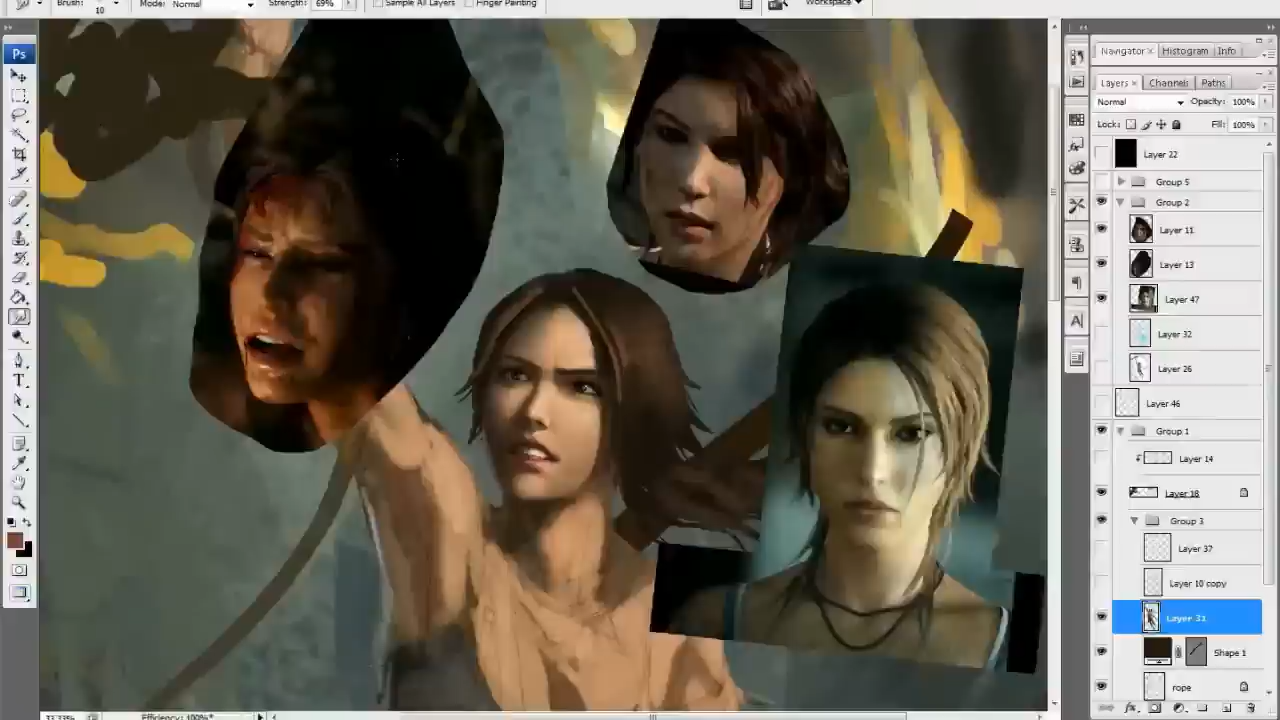 Brush: 10 Mode: Normal Strength: 69% Sample All Layers Finger Painting Workspace
Ps
Navigator × Histogram Info
Layers × Channels Paths
Normal Opacity: 100%
Lock: Fill: 100%
Layer 22
Group 5
Group 2
Layer 11
Layer 13
Layer 47
Layer 32
Layer 26
Layer 46
Group 1
Layer 14
Layer 18
Group 3
Layer 37
Layer 10 copy
Layer 31
Shape 1
rope
33.33% Efficiency: 100%*